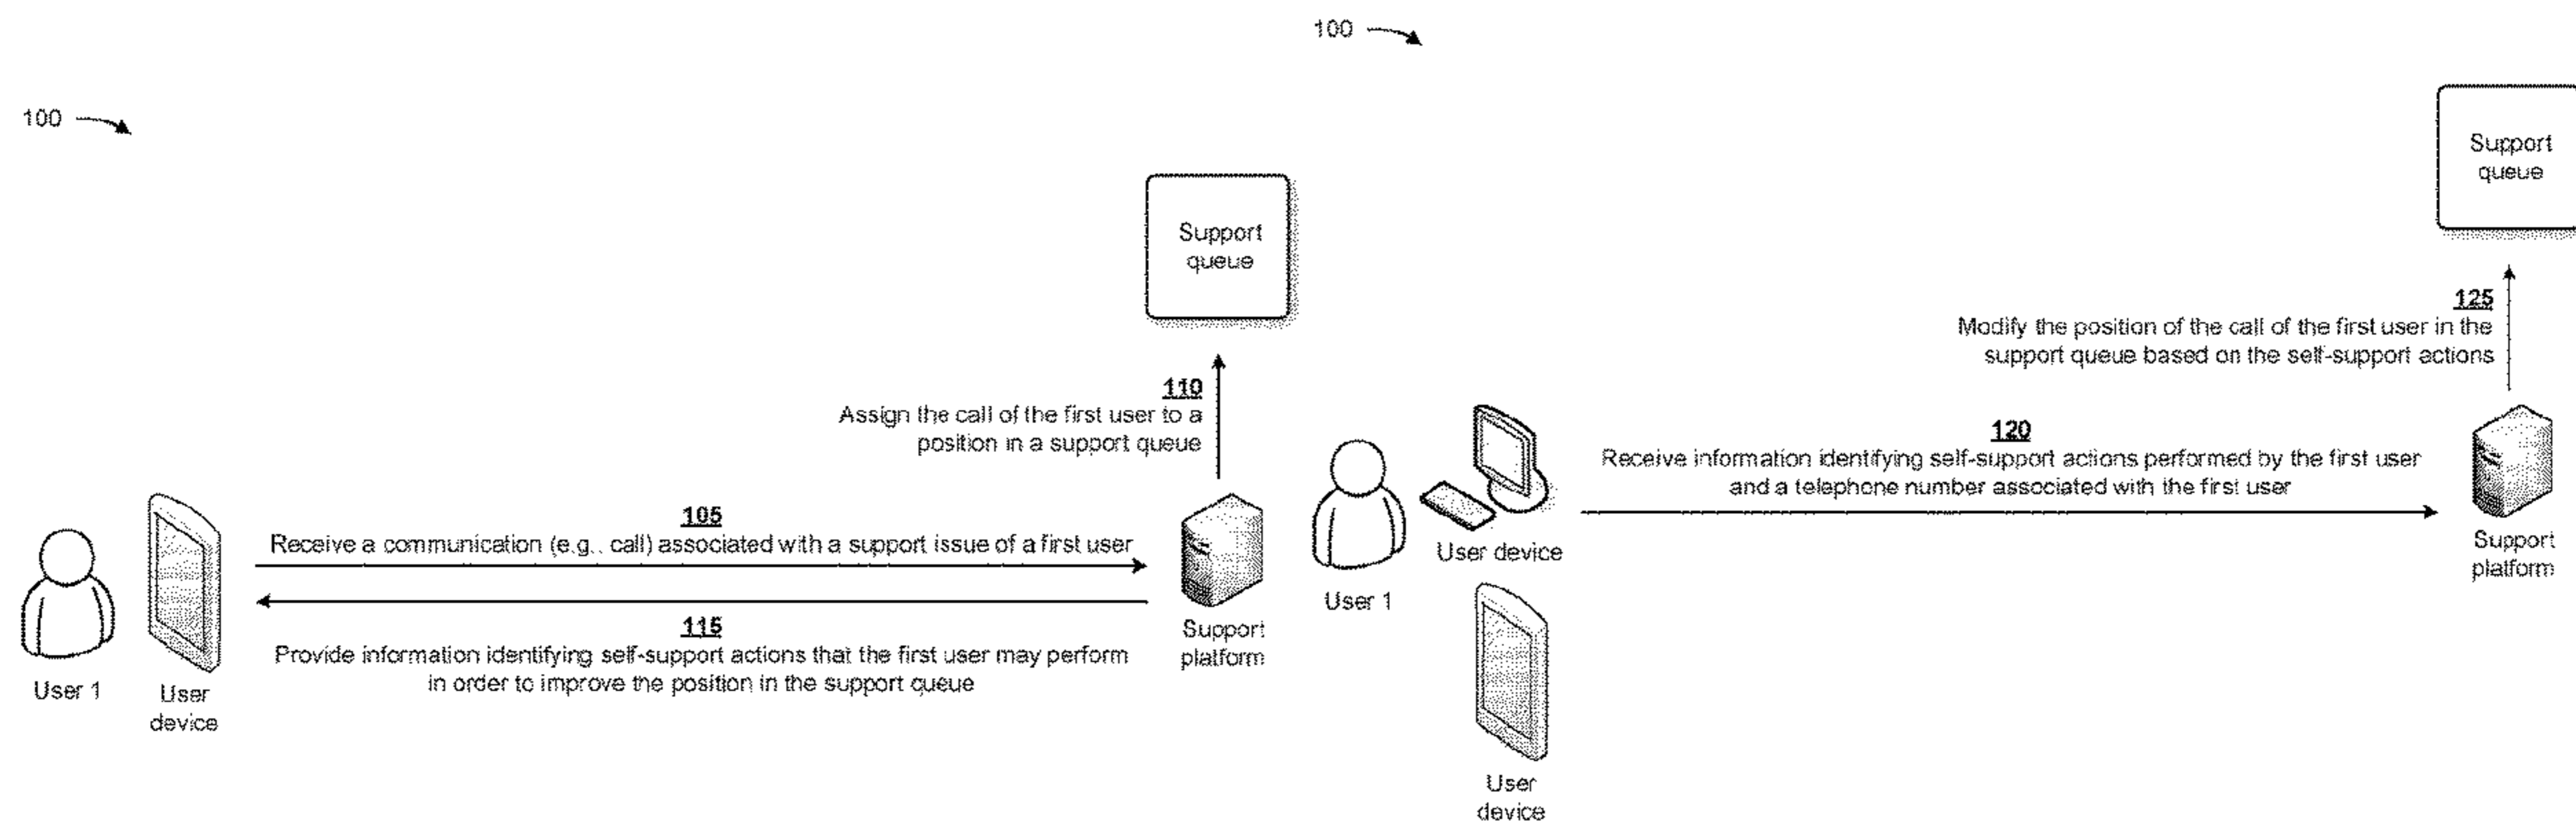 100
Support
queue
110
Assign the call of the first user to a
position in a support queue
105
Receive a communication (e.g., call) associated with a support issue of a first user
115
Provide information identifying self-support actions that the first user may perform
in order to improve the position in the support queue
User 1
User
device
Support
platform
100
Support
queue
125
Modify the position of the call of the first user in the
support queue based on the self-support actions
120
Receive information identifying self-support actions performed by the first user
and a telephone number associated with the first user
User device
User 1
Support
platform
User
device